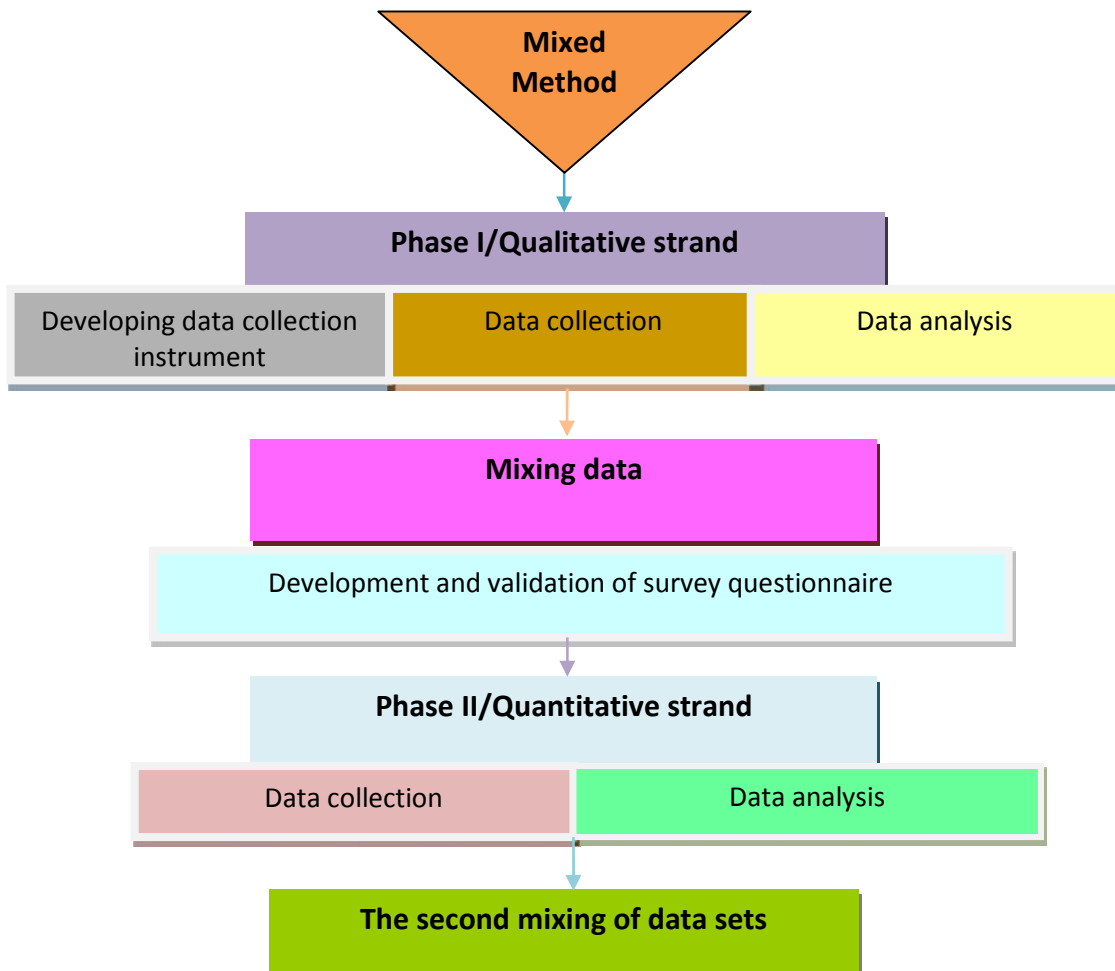 Mixed
Method
Phase I/Qualitative strand
Developing data collection
instrument
Data collection
Data analysis
Mixing data
Development and validation of survey questionnaire
Phase II/Quantitative strand
Data collection
Data analysis
The second mixing of data sets